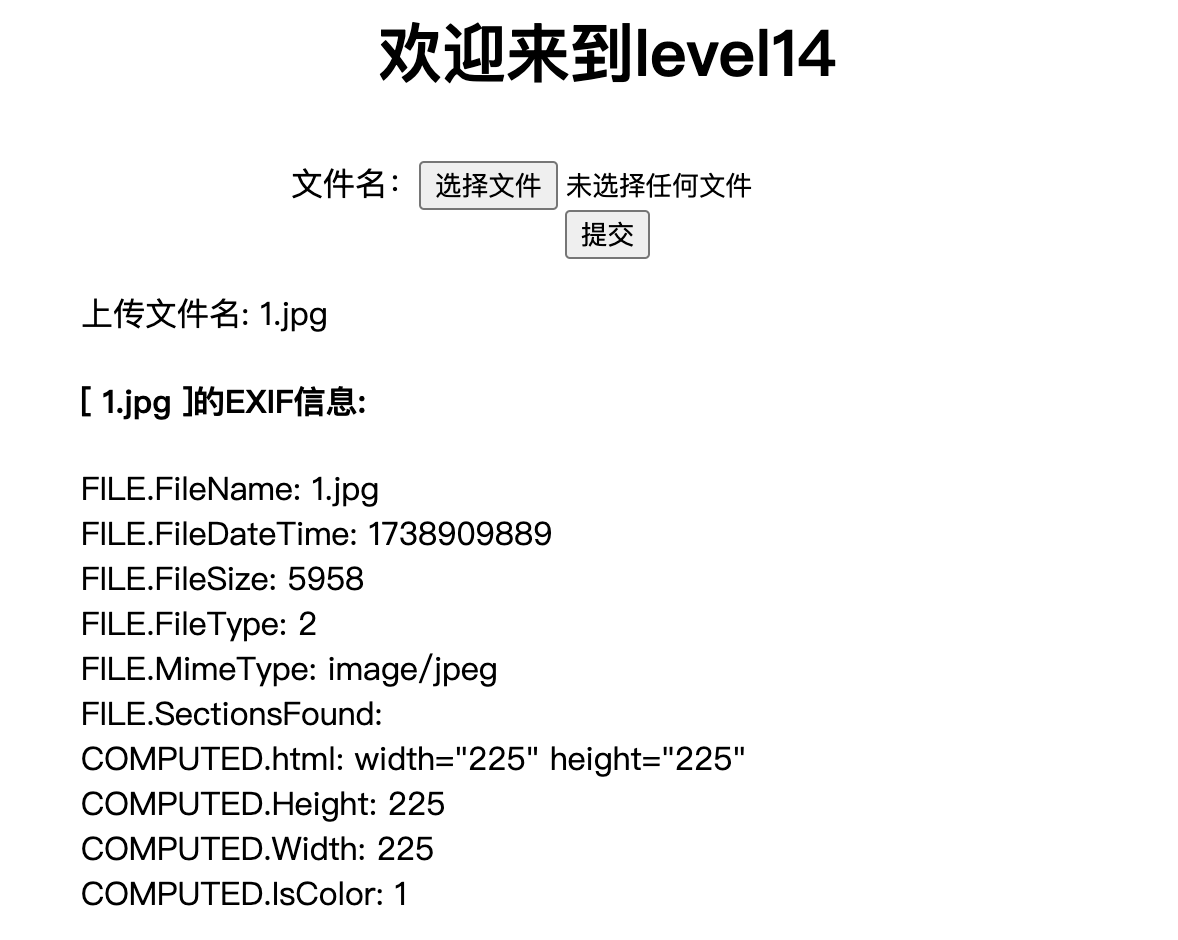 欢迎来到level14
文件名： 选择文件 未选择任何文件
提交
上传文件名: 1.jpg
[ 1.jpg ]的EXIF信息:
FILE.FileName: 1.jpg
FILE.FileDateTime: 1738909889
FILE.FileSize: 5958
FILE.FileType: 2
FILE.MimeType: image/jpeg
FILE.SectionsFound:
COMPUTED.html: width="225" height="225"
COMPUTED.Height: 225
COMPUTED.Width: 225
COMPUTED.IsColor: 1